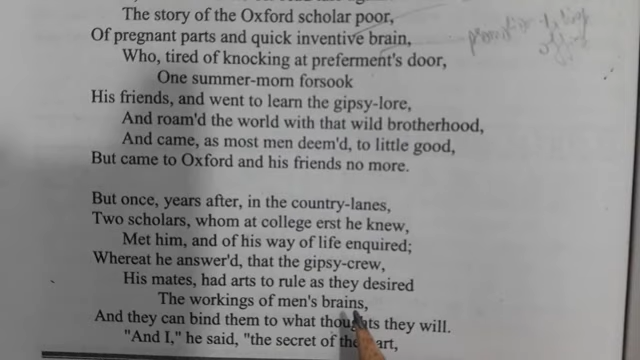 The story of the Oxford scholar poor,
Of pregnant parts and quick inventive brain,
Who, tired of knocking at preferment's door,
One summer-morn forsook
His friends, and went to learn the gipsy-lore,
And roam'd the world with that wild brotherhood,
And came, as most men deem'd, to little good,
But came to Oxford and his friends no more.
But once, years after, in the country-lanes,
Two scholars, whom at college erst he knew,
Met him, and of his way of life enquired;
Whereat he answer'd, that the gipsy-crew,
His mates, had arts to rule as they desired
The workings of men's brains,
And they can bind them to what thoughts they will.
"And I," he said, "the secret of their art,